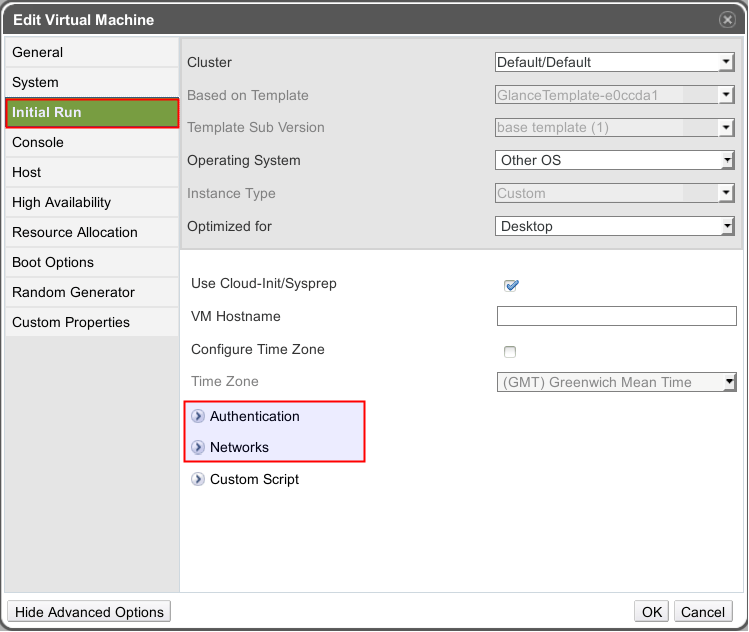 Edit Virtual Machine
General
System
Initial Run
Console
Host
High Availability
Resource Allocation
Boot Options
Random Generator
Custom Properties
Cluster Default/Default
Based on Template GlanceTemplate-e0ccda1
Template Sub Version base template (1)
Operating System Other OS
Instance Type Custom
Optimized for Desktop
Use Cloud-Init/Sysprep
VM Hostname
Configure Time Zone
Time Zone (GMT) Greenwich Mean Time
Authentication
Networks
Custom Script
Hide Advanced Options OK Cancel